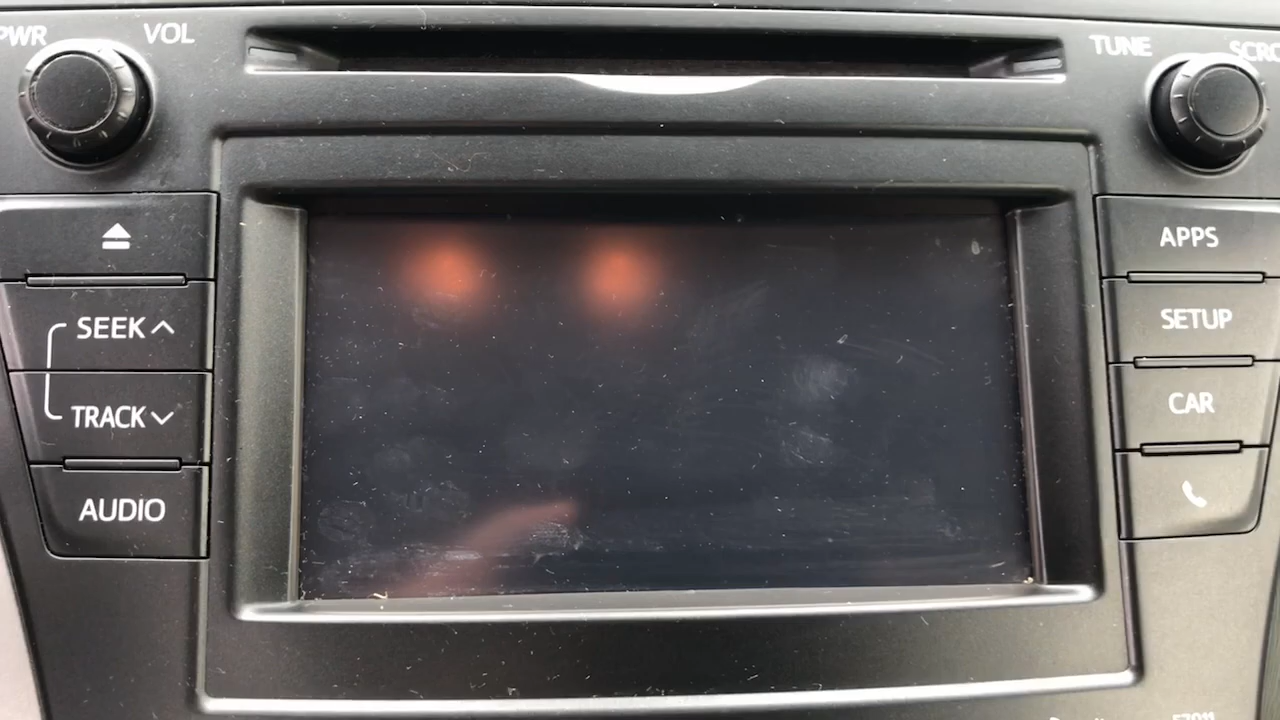 PWR VOL
TUNE
APPS
SEEK
SETUP
TRACK
CAR
AUDIO